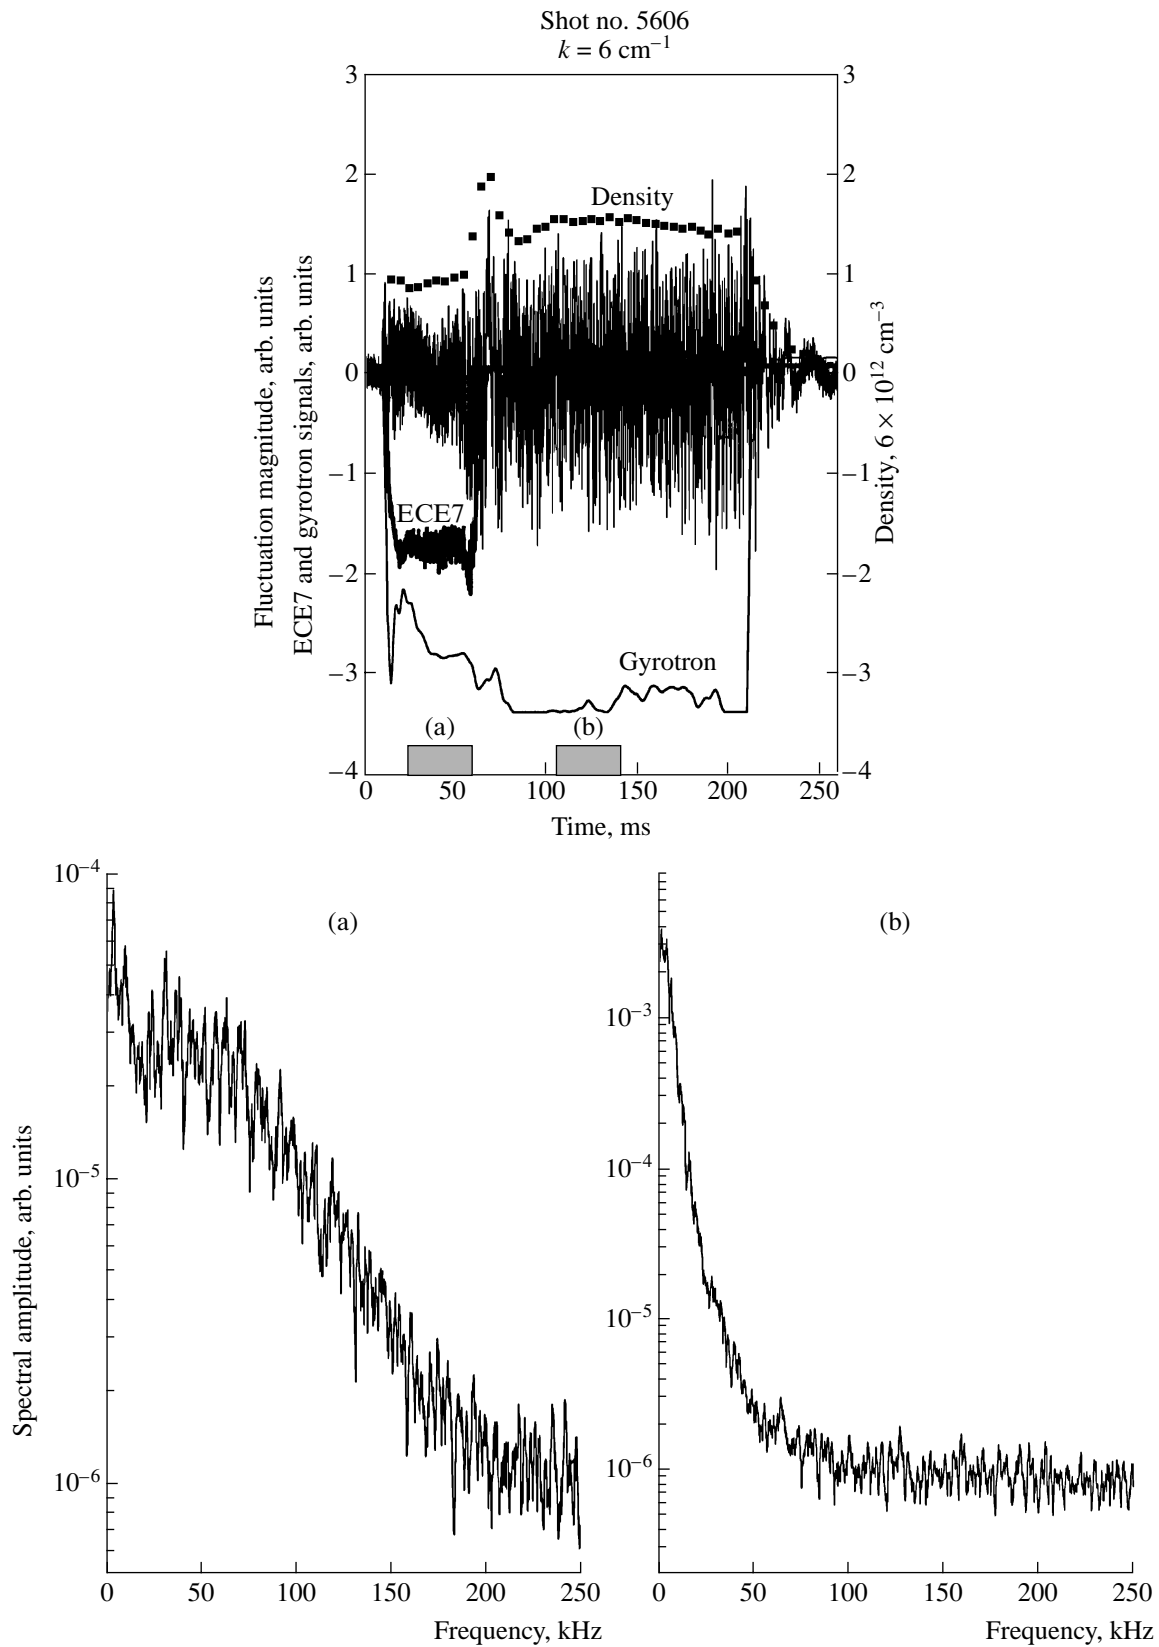 Shot no. 5606
k = 6 cm⁻¹
3
2
1
0
−1
−2
−3
−4
3
2
1
0
−1
−2
−3
−4
Fluctuation magnitude, arb. units
ECE7 and gyrotron signals, arb. units
Density, 6 × 10¹² cm⁻³
Density
ECE7
Gyrotron
(a)
(b)
0 50 100 150 200 250
Time, ms
Spectral amplitude, arb. units
10⁻⁴
10⁻⁵
10⁻⁶
(a)
0 50 100 150 200 250
Frequency, kHz
10⁻³
10⁻⁴
10⁻⁵
10⁻⁶
(b)
0 50 100 150 200 250
Frequency, kHz